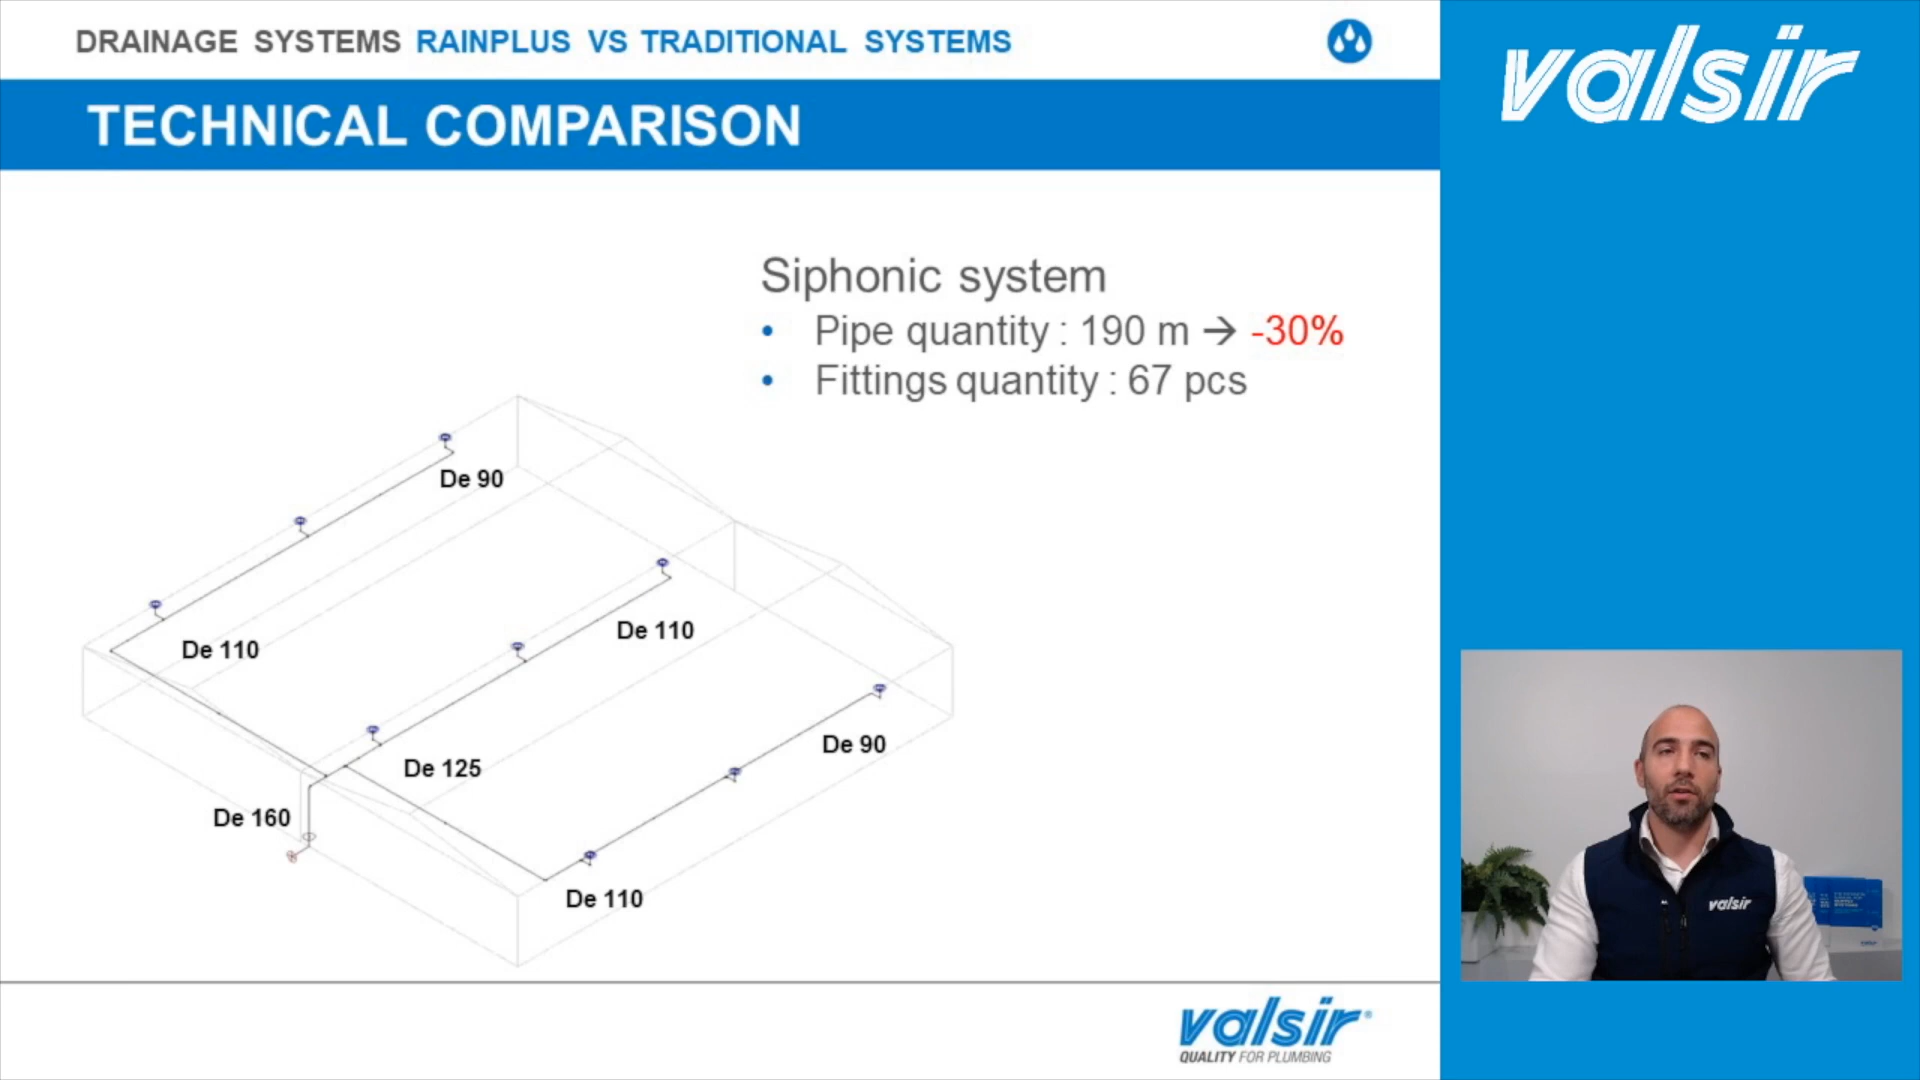 DRAINAGE SYSTEMS RAINPLUS VS TRADITIONAL SYSTEMS
valsir
TECHNICAL COMPARISON
Siphonic system
• Pipe quantity : 190 m → -30%
• Fittings quantity : 67 pcs
De 90
De 110
De 110
De 90
De 125
De 160
De 110
valsir
valsir®
QUALITY FOR PLUMBING